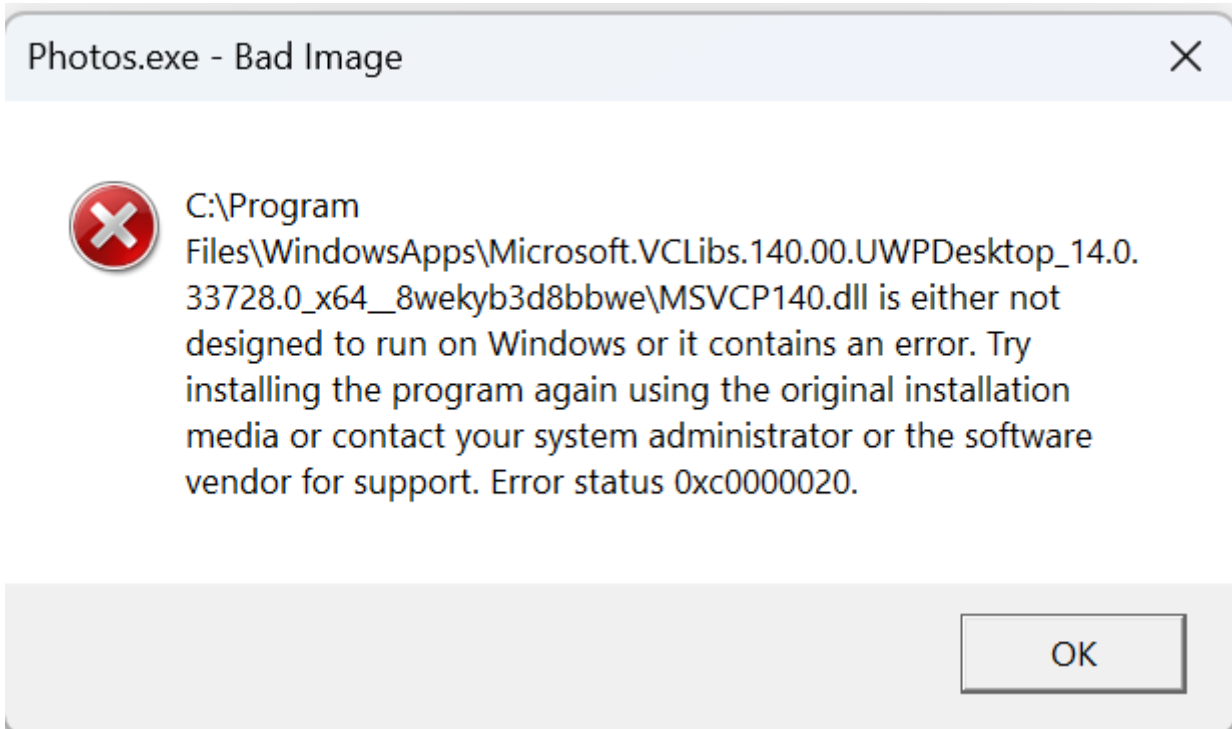 Photos.exe - Bad Image
C:\Program
Files\WindowsApps\Microsoft.VCLibs.140.00.UWPDesktop_14.0.
33728.0_x64__8wekyb3d8bbwe\MSVCP140.dll is either not
designed to run on Windows or it contains an error. Try
installing the program again using the original installation
media or contact your system administrator or the software
vendor for support. Error status 0xc0000020.
OK